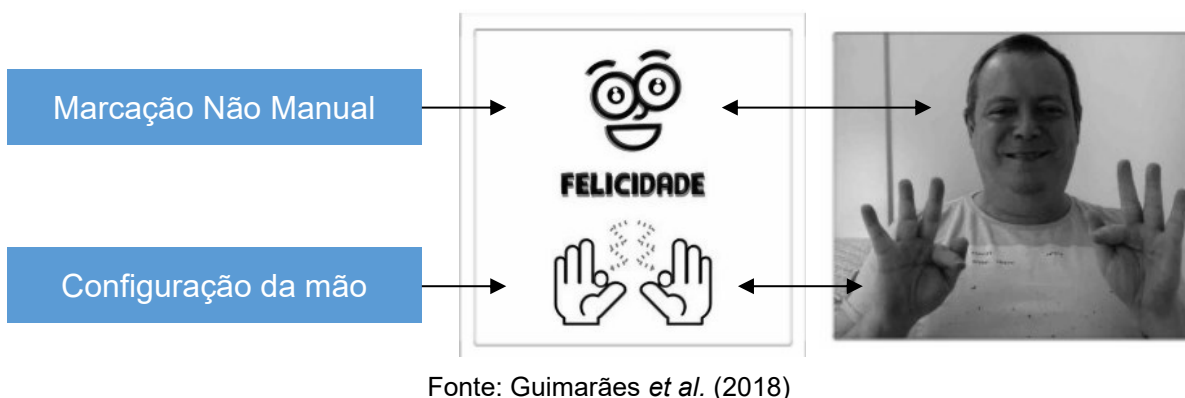 Marcação Não Manual
FELICIDADE
Configuração da mão
Fonte: Guimarães et al. (2018)